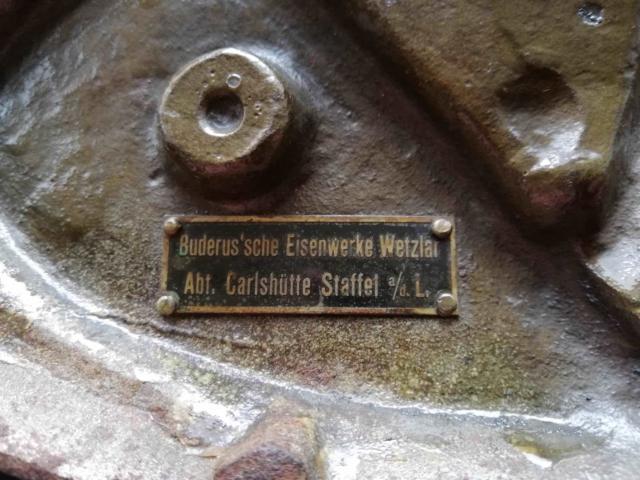 Buderus'sche Eisenwerke Wetzlar
Abt. Carlshütte Staffel a/d. L.